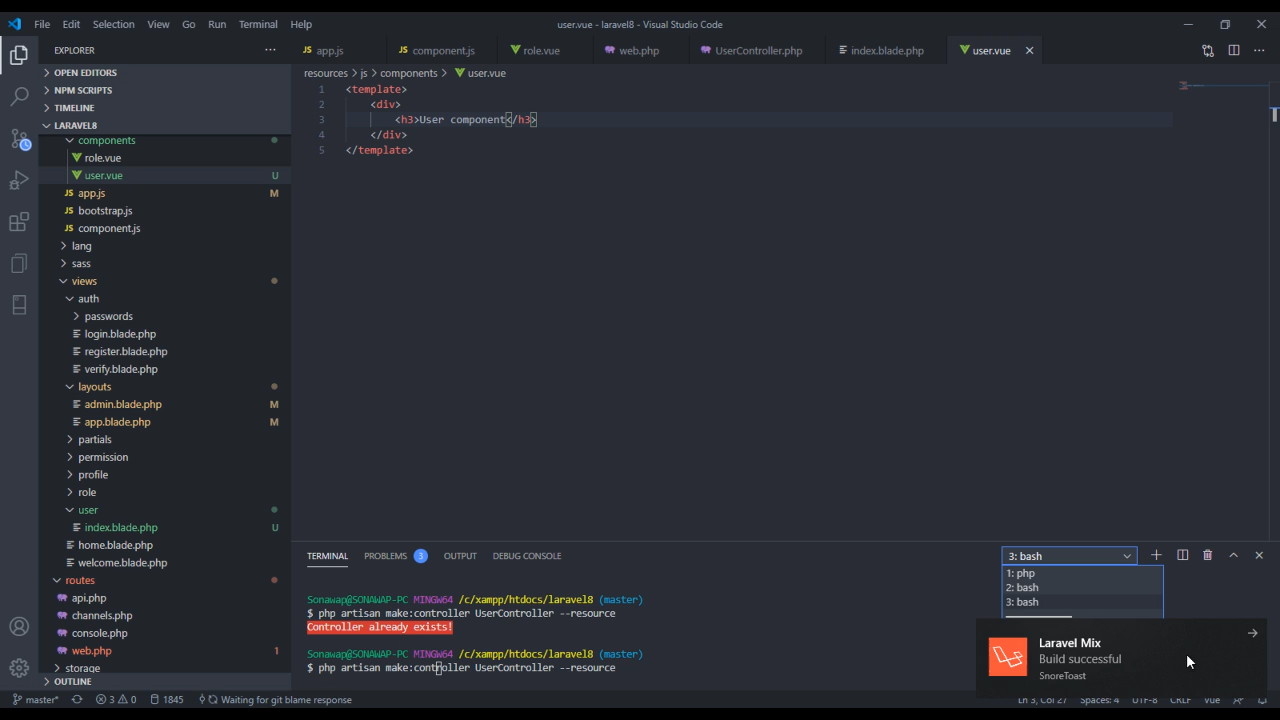 File Edit Selection View Go Run Terminal Help
user.vue - laravel8 - Visual Studio Code
EXPLORER
OPEN EDITORS
NPM SCRIPTS
TIMELINE
LARAVEL8
components
role.vue
user.vue U
JS app.js M
JS bootstrap.js
JS component.js
lang
sass
views
auth
passwords
login.blade.php
register.blade.php
verify.blade.php
layouts
admin.blade.php M
app.blade.php M
partials
permission
profile
role
user
index.blade.php U
home.blade.php
welcome.blade.php
routes
api.php
channels.php
console.php
web.php 1
storage
OUTLINE
JS app.js JS component.js role.vue web.php UserController.php index.blade.php user.vue
resources > js > components > user.vue
1 <template>
2 <div>
3 <h3>User component</h3>
4 </div>
5 </template>
TERMINAL PROBLEMS 3 OUTPUT DEBUG CONSOLE
3: bash
1: php
2: bash
3: bash
Sonawap@SONAWAP-PC MINGW64 /c/xampp/htdocs/laravel8 (master)
$ php artisan make:controller UserController --resource
Controller already exists!
Sonawap@SONAWAP-PC MINGW64 /c/xampp/htdocs/laravel8 (master)
$ php artisan make:controller UserController --resource
Laravel Mix
Build successful
SnoreToast
master* 3 0 1845 Waiting for git blame response
Ln 3, Col 27 Spaces: 4 UTF-8 CRLF Vue